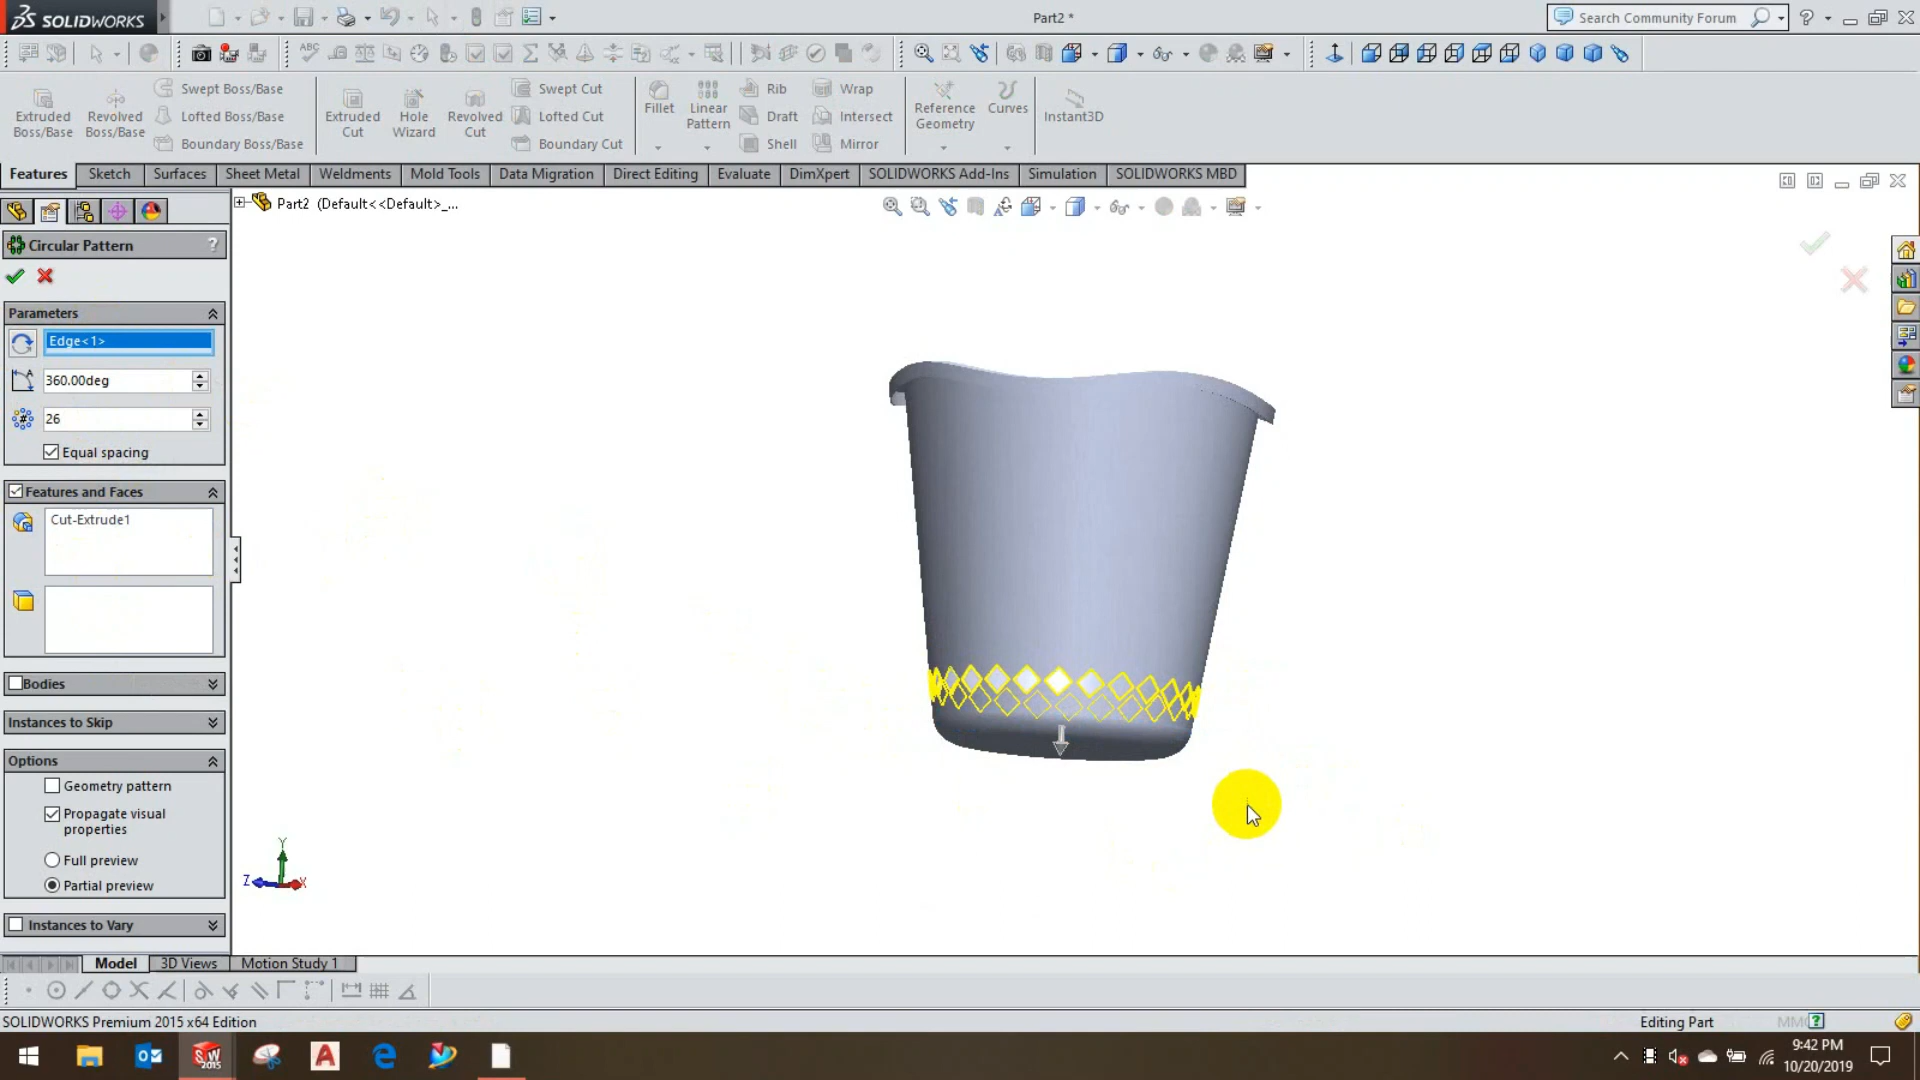 SOLIDWORKS
Part2 *
Search Community Forum
Extruded Boss/Base
Revolved Boss/Base
Swept Boss/Base
Lofted Boss/Base
Boundary Boss/Base
Extruded Cut
Hole Wizard
Revolved Cut
Swept Cut
Lofted Cut
Boundary Cut
Fillet
Linear Pattern
Rib
Draft
Shell
Wrap
Intersect
Mirror
Reference Geometry
Curves
Instant3D
Features
Sketch
Surfaces
Sheet Metal
Weldments
Mold Tools
Data Migration
Direct Editing
Evaluate
DimXpert
SOLIDWORKS Add-Ins
Simulation
SOLIDWORKS MBD
Part2 (Default<<Default>_...
Circular Pattern
?
Parameters
Edge<1>
360.00deg
26
Equal spacing
Features and Faces
Cut-Extrude1
Bodies
Instances to Skip
Options
Geometry pattern
Propagate visual
properties
Full preview
Partial preview
Instances to Vary
Y
Z
X
Model
3D Views
Motion Study 1
SOLIDWORKS Premium 2015 x64 Edition
Editing Part
9:42 PM
10/20/2019